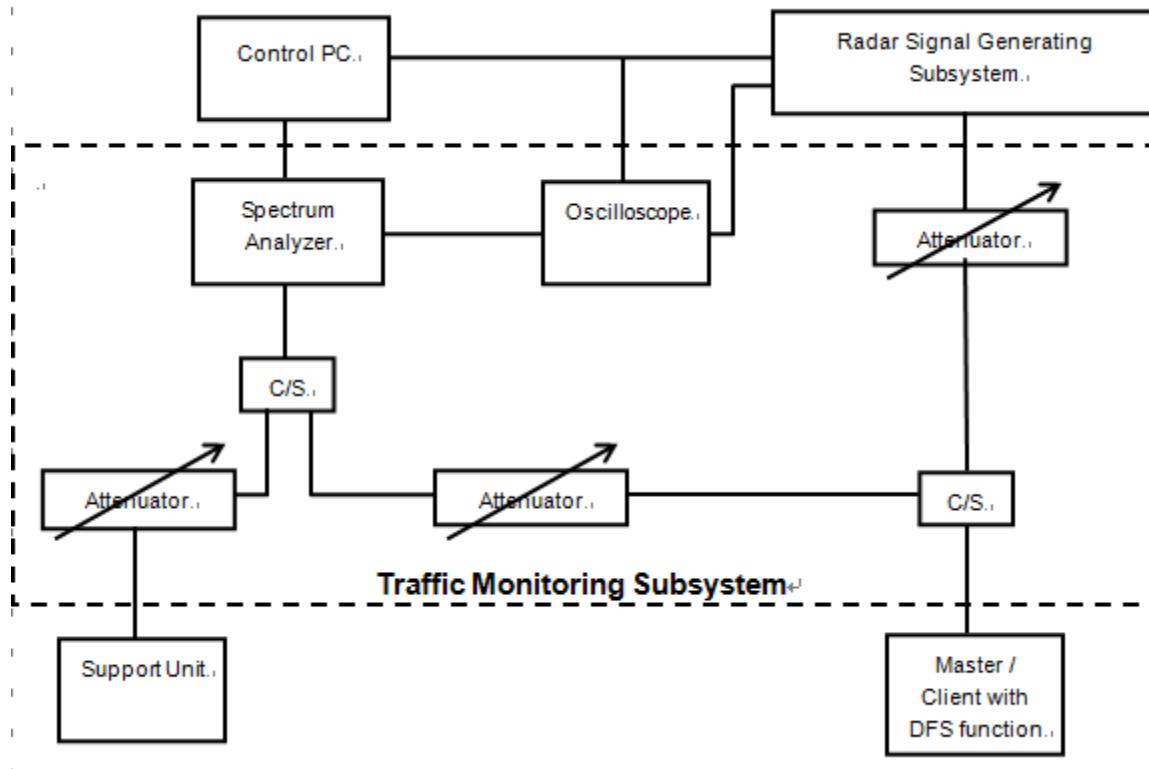 Control PC.
Radar Signal Generating
Subsystem.
Spectrum
Analyzer.
Oscilloscope.
Attenuator.
C/S.
Attenuator.
Attenuator.
C/S.
Traffic Monitoring Subsystem
Support Unit.
Master /
Client with
DFS function.